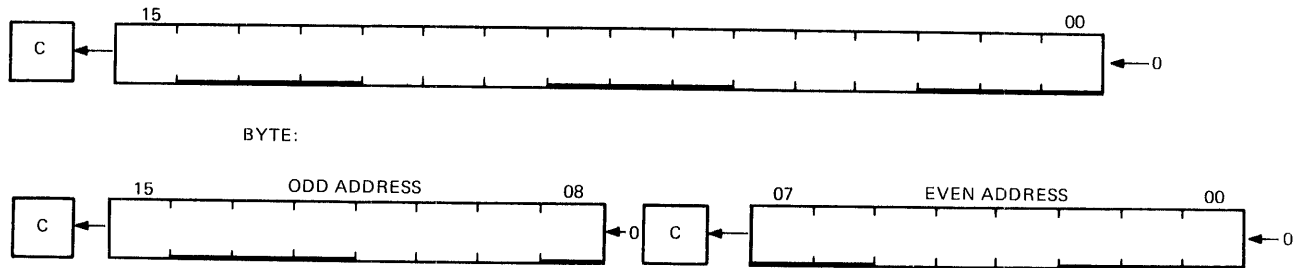 15 00
C 0
BYTE:
15 ODD ADDRESS 08 07 EVEN ADDRESS 00
C 0 C 0